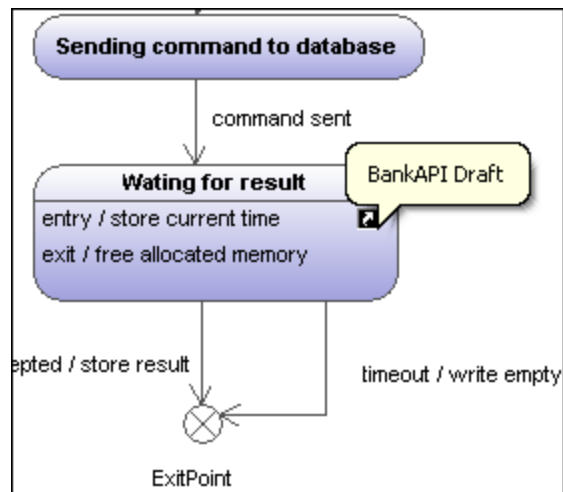 Sending command to database
command sent
BankAPI Draft
Wating for result
entry / store current time
exit / free allocated memory
epted / store result
timeout / write empty
ExitPoint